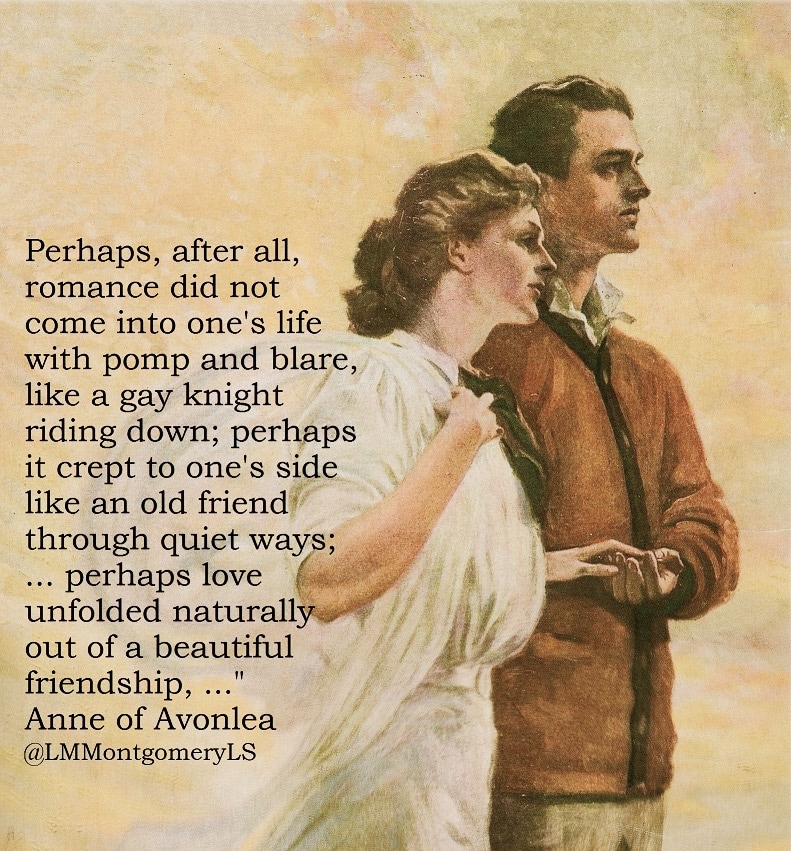 Perhaps, after all,
romance did not
come into one's life
with pomp and blare,
like a gay knight
riding down; perhaps
it crept to one's side
like an old friend
through quiet ways;
... perhaps love
unfolded naturally
out of a beautiful
friendship, ..."
Anne of Avonlea
@LMMontgomeryLS